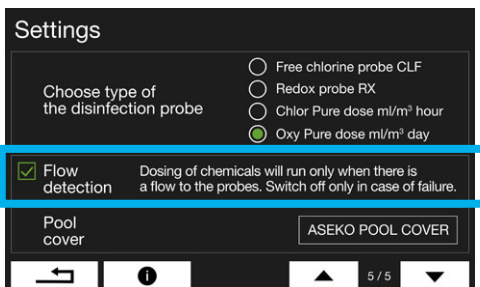 Settings
Choose type of
the disinfection probe
Free chlorine probe CLF
Redox probe RX
Chlor Pure dose ml/m³ hour
Oxy Pure dose ml/m³ day
Flow
detection
Dosing of chemicals will run only when there is
a flow to the probes. Switch off only in case of failure.
Pool
cover
ASEKO POOL COVER
i
5/5